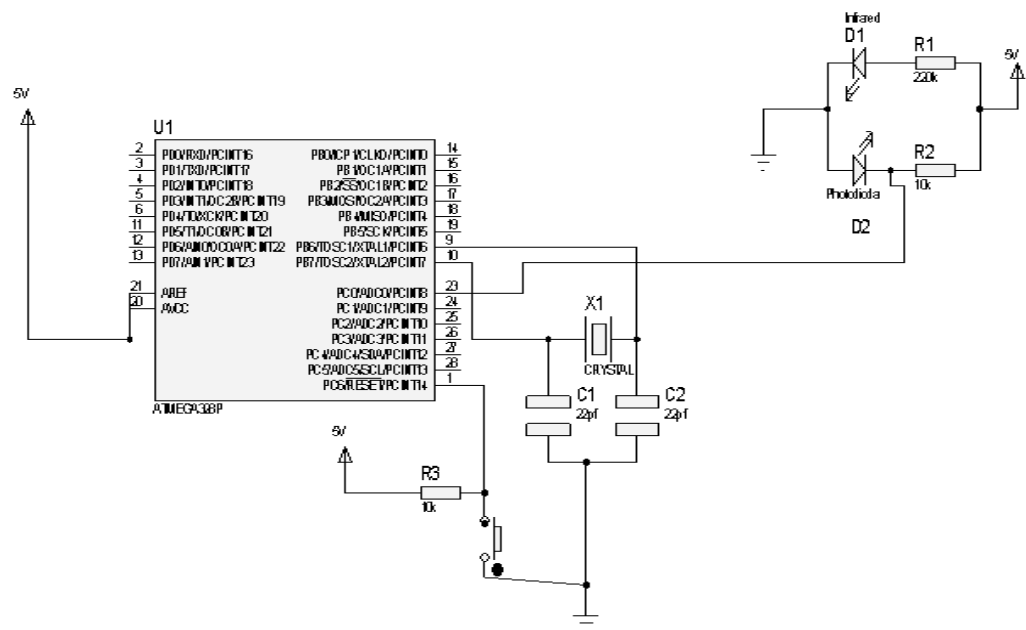 Infrared
D1
R1
220k
5V
5V
U1
2 PD0/RXD/PCINT16 PB0/ICP1/CLKO/PCINT0 14
3 PD1/TXD/PCINT17 PB1/OC1A/PCINT1 15
4 PD2/INT0/PCINT18 PB2/SS/OC1B/PCINT2 16
5 PD3/INT1/OC2B/PCINT19 PB3/MOSI/OC2A/PCINT3 17
6 PD4/T0/XCK/PCINT20 PB4/MISO/PCINT4 18
11 PD5/T1/OC0B/PCINT21 PB5/SCK/PCINT5 19
12 PD6/AIN0/OC0A/PCINT22 PB6/TOSC1/XTAL1/PCINT6 9
13 PD7/AIN1/PCINT23 PB7/TOSC2/XTAL2/PCINT7 10
R2
10k
Photodioda
D2
21 AREF PC0/ADC0/PCINT8 23
20 AVCC PC1/ADC1/PCINT9 24
PC2/ADC2/PCINT10 25
PC3/ADC3/PCINT11 26
PC4/ADC4/SDA/PCINT12 27
PC5/ADC5/SCL/PCINT13 28
PC6/RESET/PCINT14 1
ATMEGA328P
X1
CRYSTAL
C1
22pf
C2
22pf
5V
R3
10k